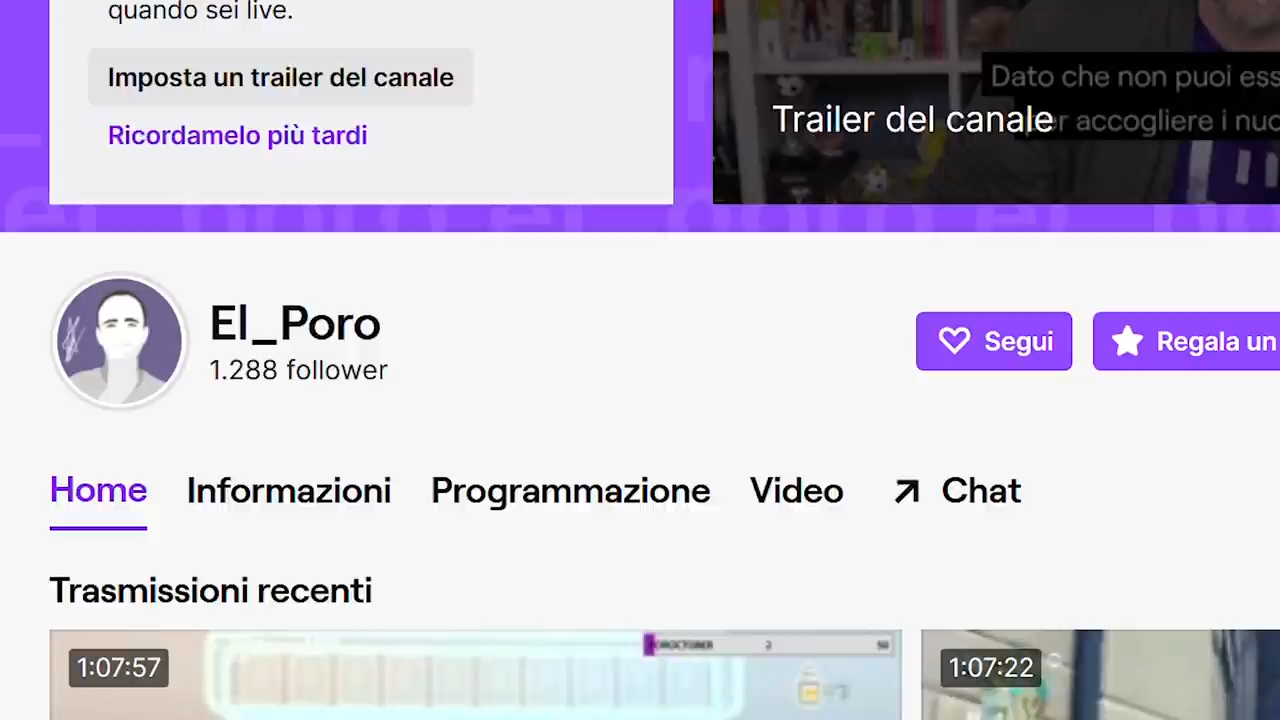 quando sei live.
Imposta un trailer del canale
Ricordamelo più tardi
Dato che non puoi
Trailer del canale
accogliere i
El_Poro
1.288 follower
Segui
Regala un
Home
Informazioni
Programmazione
Video
Chat
Trasmissioni recenti
1:07:57
1:07:22